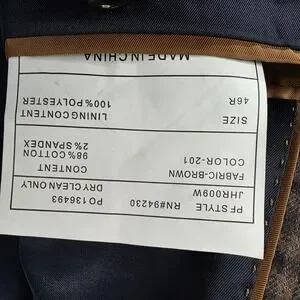 PF STYLE RN#94230 PO136493
JHR009W DRY CLEAN ONLY
FABRIC-BROWN CONTENT
COLOR-201 98% COTTON
2% SPANDEX
SIZE LINING CONTENT
46R 100% POLYESTER
MADE IN CHINA